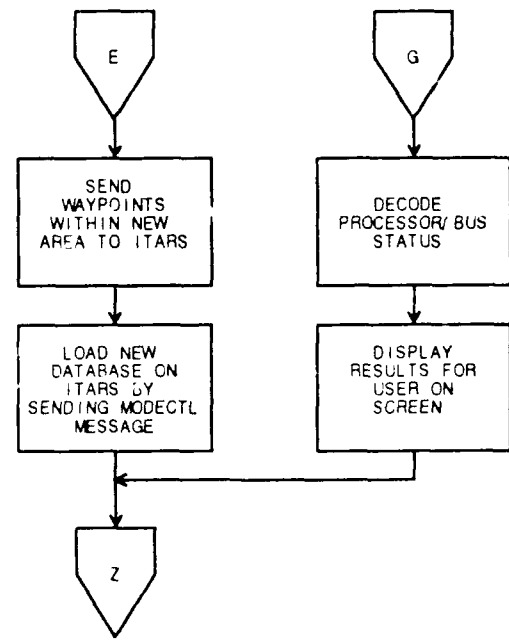 E
SEND
WAYPOINTS
WITHIN NEW
AREA TO ITARS
LOAD NEW
DATABASE ON
ITARS BY
SENDING MODECTL
MESSAGE
G
DECODE
PROCESSOR/BUS
STATUS
DISPLAY
RESULTS FOR
USER ON
SCREEN
Z